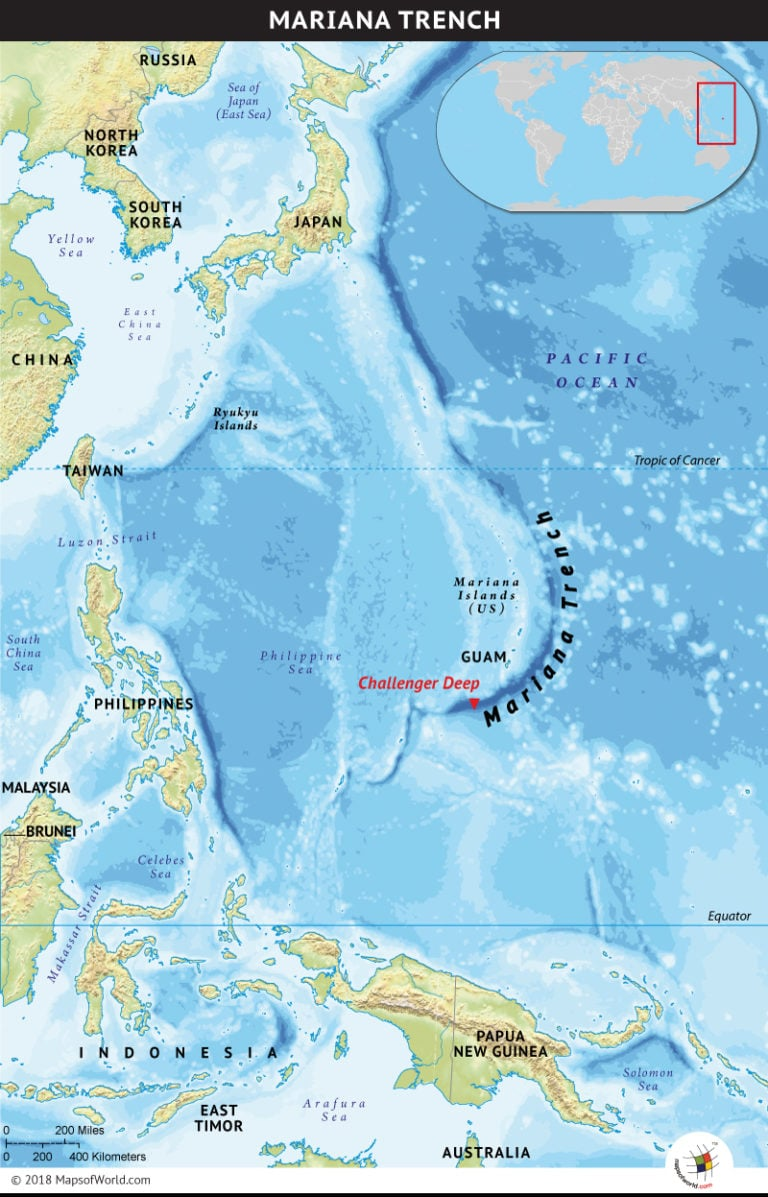 MARIANA TRENCH
RUSSIA
Sea of
Japan
(East Sea)
NORTH
KOREA
SOUTH
KOREA
JAPAN
Yellow
Sea
East
China
Sea
CHINA
PACIFIC
OCEAN
Ryukyu
Islands
Tropic of Cancer
TAIWAN
Luzon Strait
Mariana Trench
Mariana
Islands
(US)
South
China
Sea
Philippine
Sea
GUAM
Challenger Deep
PHILIPPINES
MALAYSIA
BRUNEI
Celebes
Sea
Makassar Strait
Equator
PAPUA
NEW GUINEA
INDONESIA
Solomon
Sea
EAST
TIMOR
Arafura
Sea
AUSTRALIA
0 200 Miles
0 200 400 Kilometers
mapsofworld.com
© 2018 MapsofWorld.com